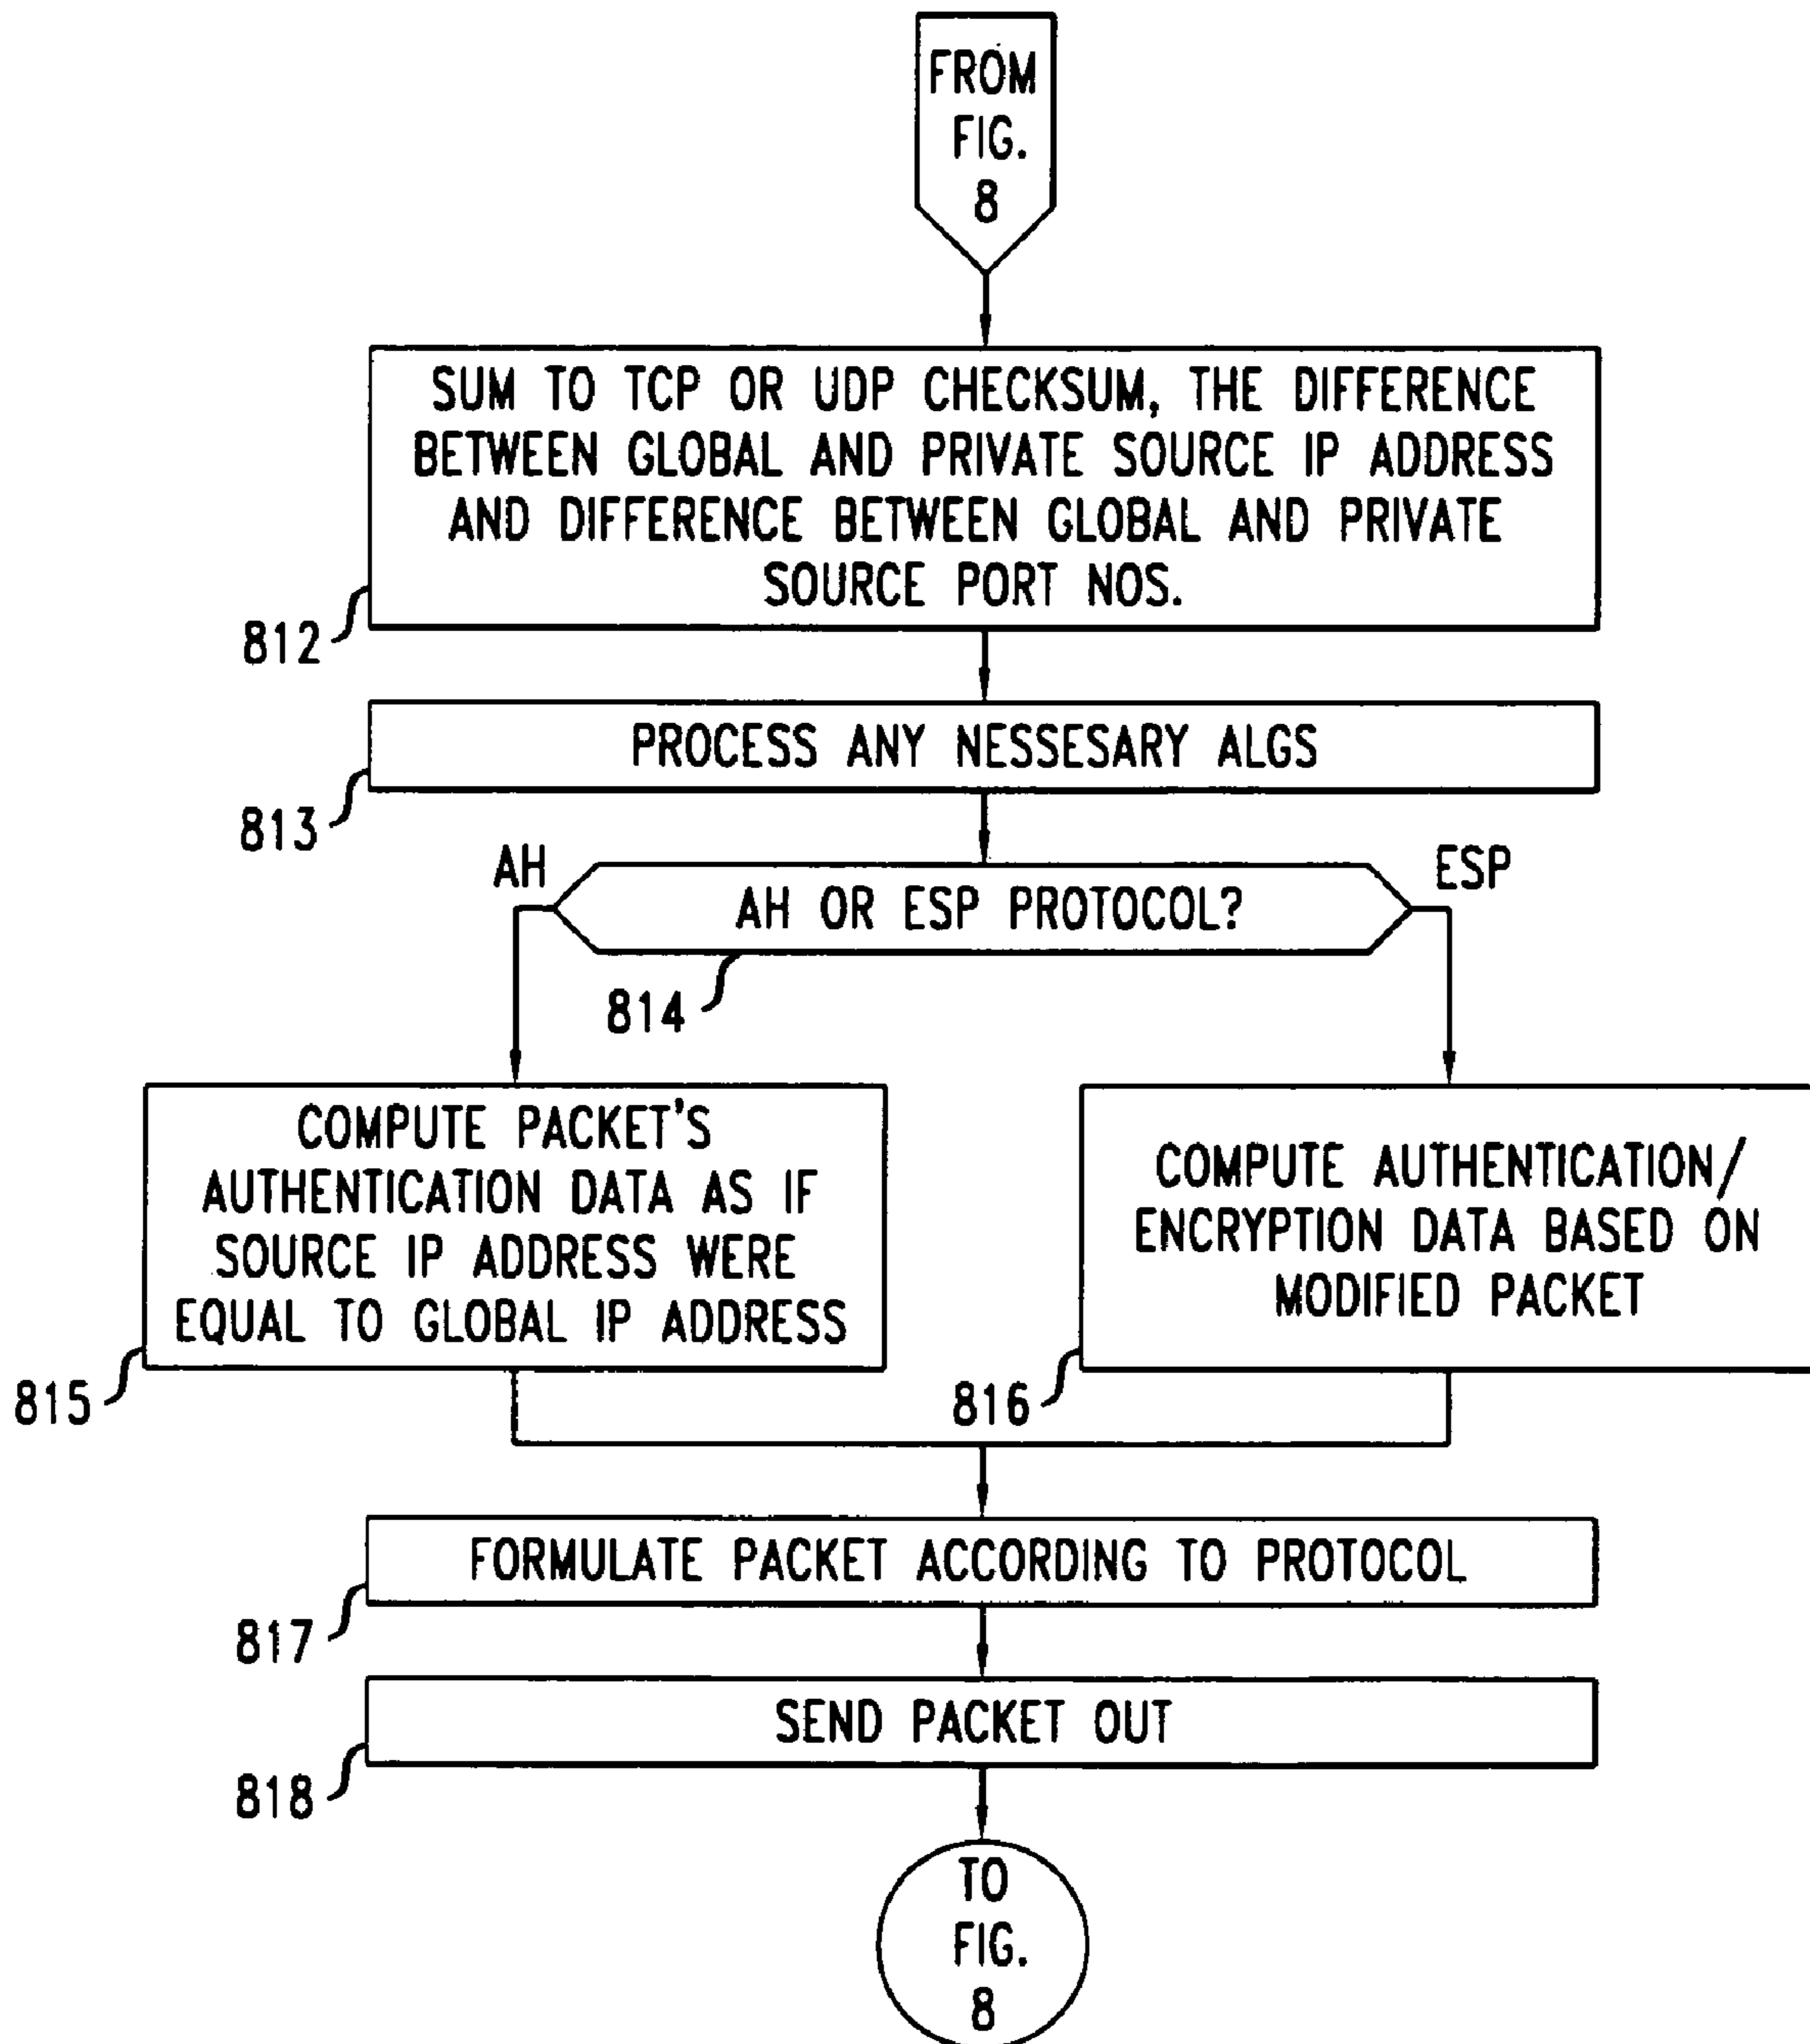 FROM
FIG.
8
SUM TO TCP OR UDP CHECKSUM, THE DIFFERENCE
BETWEEN GLOBAL AND PRIVATE SOURCE IP ADDRESS
AND DIFFERENCE BETWEEN GLOBAL AND PRIVATE
SOURCE PORT NOS.
812
PROCESS ANY NESSESARY ALGS
813
AH
ESP
AH OR ESP PROTOCOL?
814
COMPUTE PACKET'S
AUTHENTICATION DATA AS IF
SOURCE IP ADDRESS WERE
EQUAL TO GLOBAL IP ADDRESS
815
COMPUTE AUTHENTICATION/
ENCRYPTION DATA BASED ON
MODIFIED PACKET
816
FORMULATE PACKET ACCORDING TO PROTOCOL
817
SEND PACKET OUT
818
TO
FIG.
8